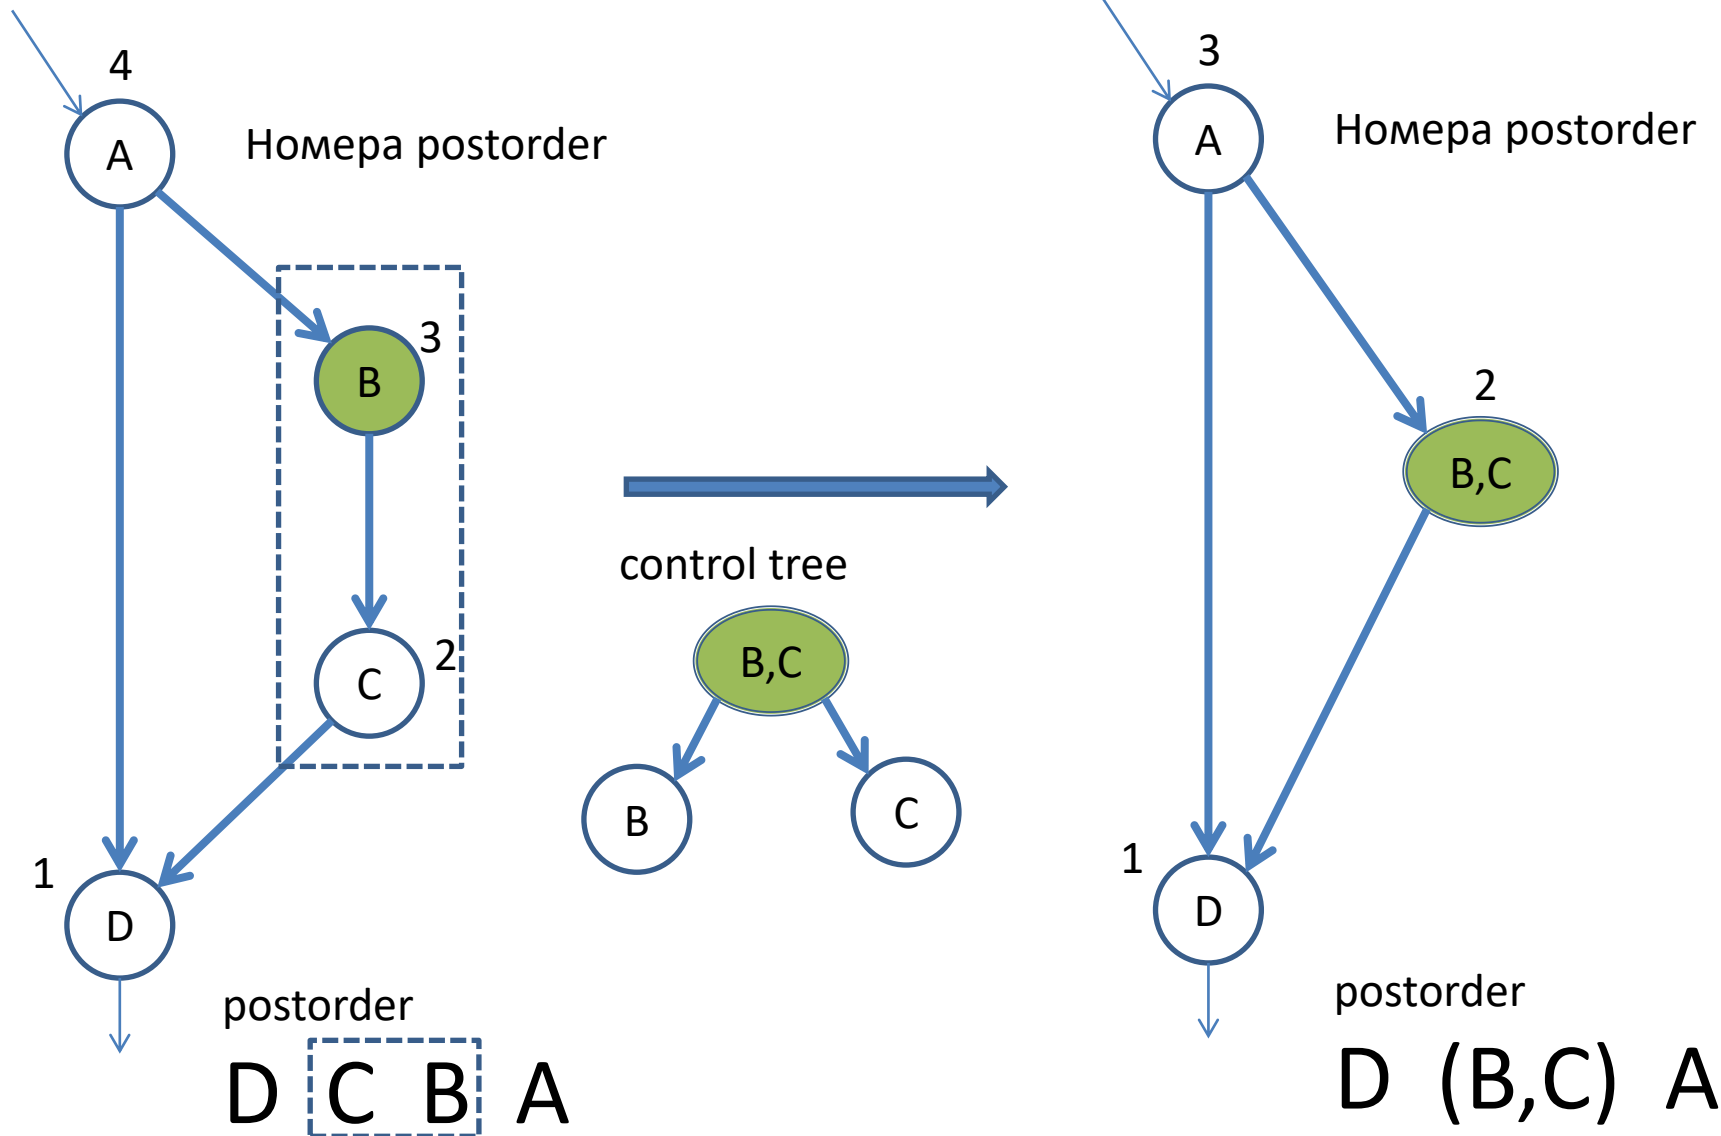 4
A
Номера postorder
3
B
2
C
1
D
postorder
D C B A
control tree
B,C
B
C
3
A
Номера postorder
2
B,C
1
D
postorder
D (B,C) A